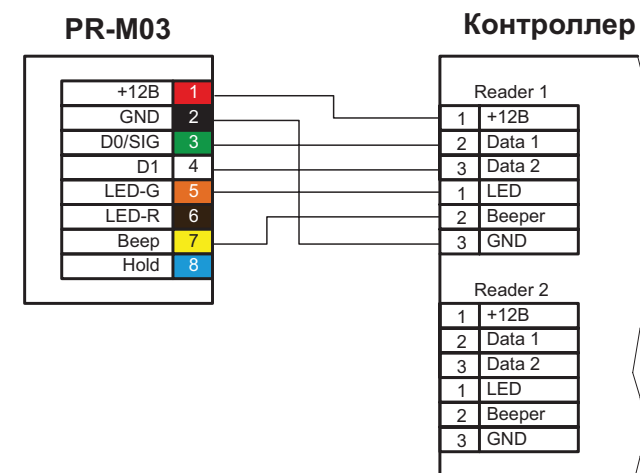 PR-M03
+12В 1
GND 2
D0/SIG 3
D1 4
LED-G 5
LED-R 6
Beep 7
Hold 8
Контроллер
Reader 1
1 +12В
2 Data 1
3 Data 2
1 LED
2 Beeper
3 GND
Reader 2
1 +12В
2 Data 1
3 Data 2
1 LED
2 Beeper
3 GND